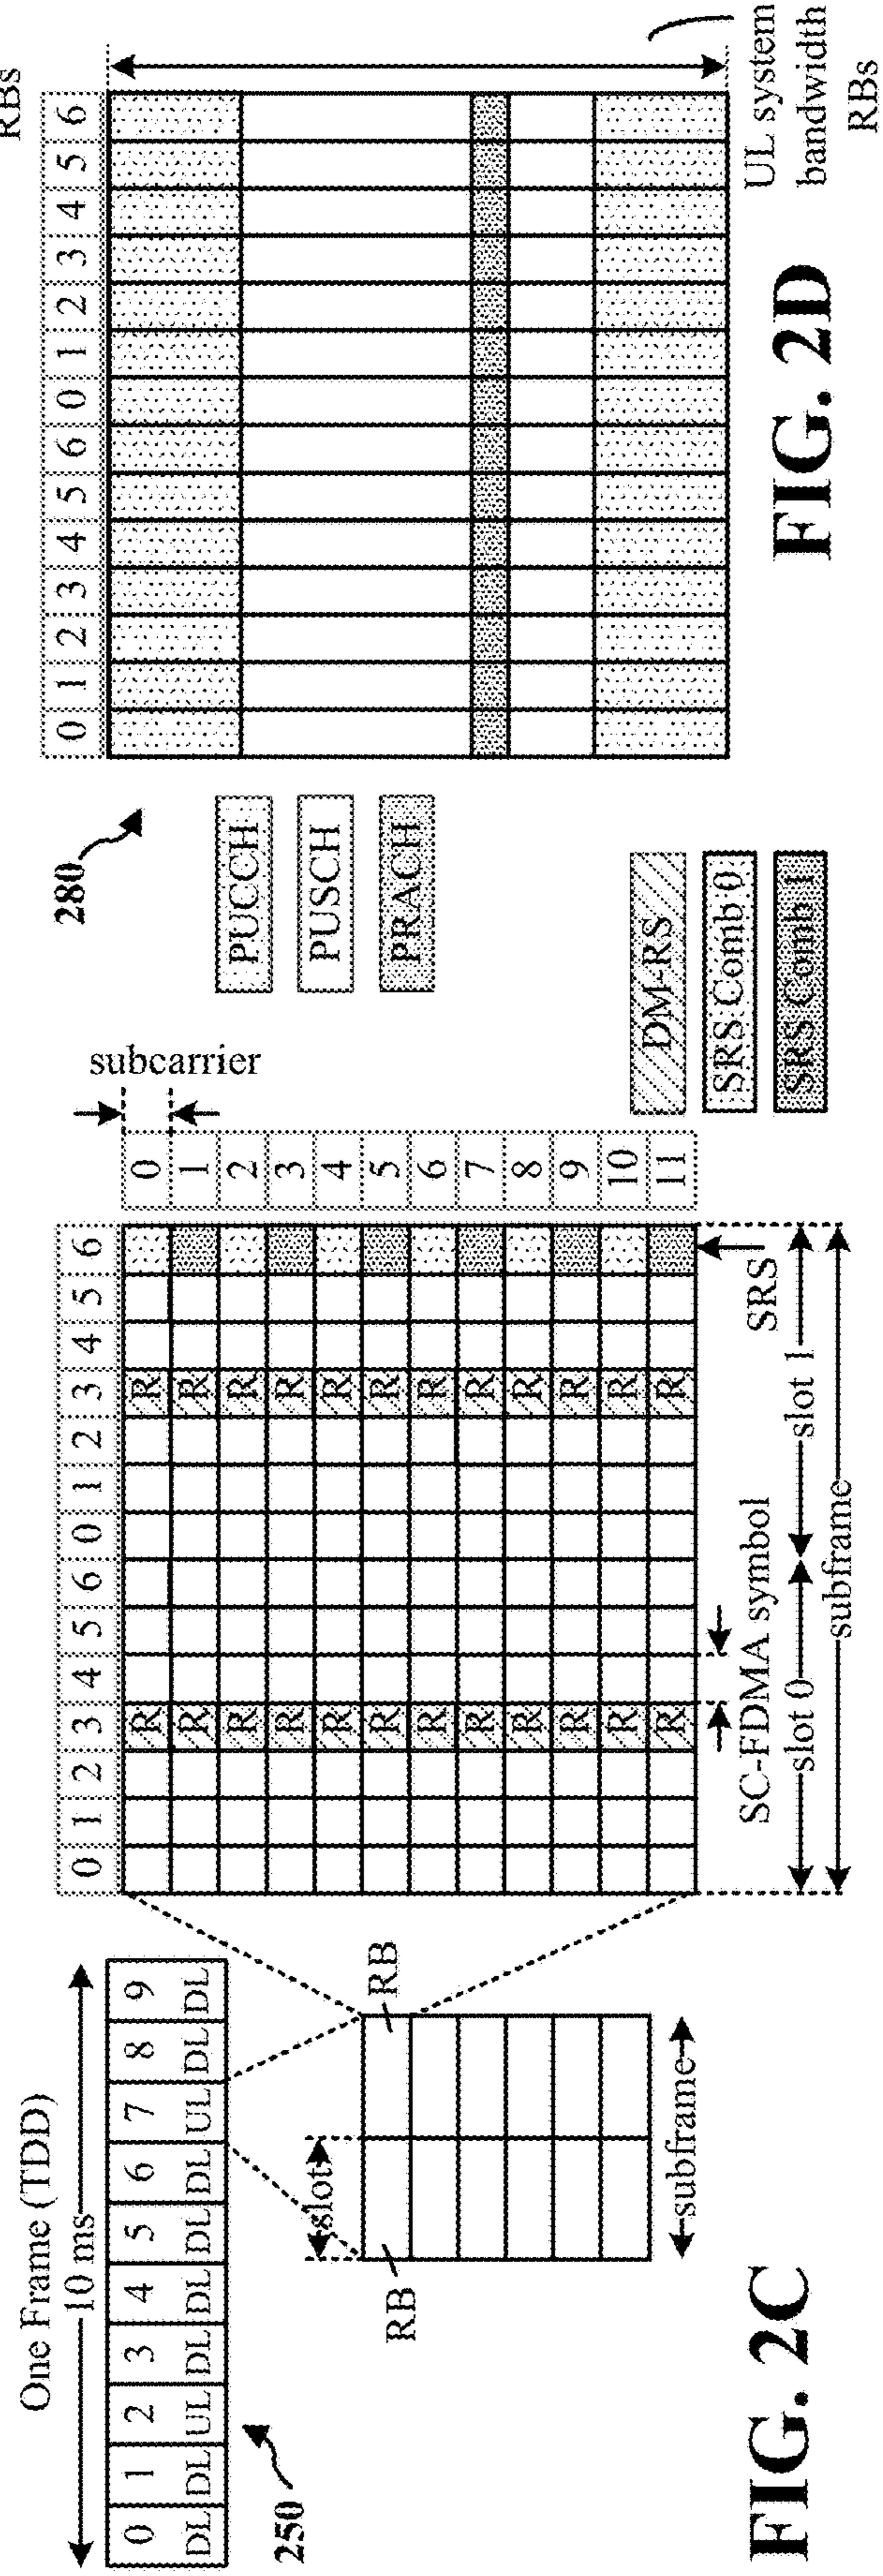 One Frame (TDD)
10 ms
0 1 2 3 4 5 6 7 8 9
DL DL UL DL DL DL DL UL DL DL
250
slot
RB
RB
subframe
0 1 2 3 4 5 6 0 1 2 3 4 5 6
subcarrier
0
1
2
3
4
5
6
7
8
9
10
11
R R
R R
R R
R R
R R
R R
R R
R R
R R
R R
R R
R R
SRS
SC-FDMA symbol
slot 0
slot 1
subframe
DM-RS
SRS Comb 0
SRS Comb 1
FIG. 2C
280
PUCCH
PUSCH
PRACH
0 1 2 3 4 5 6 0 1 2 3 4 5 6
RBs
UL system
bandwidth
RBs
FIG. 2D